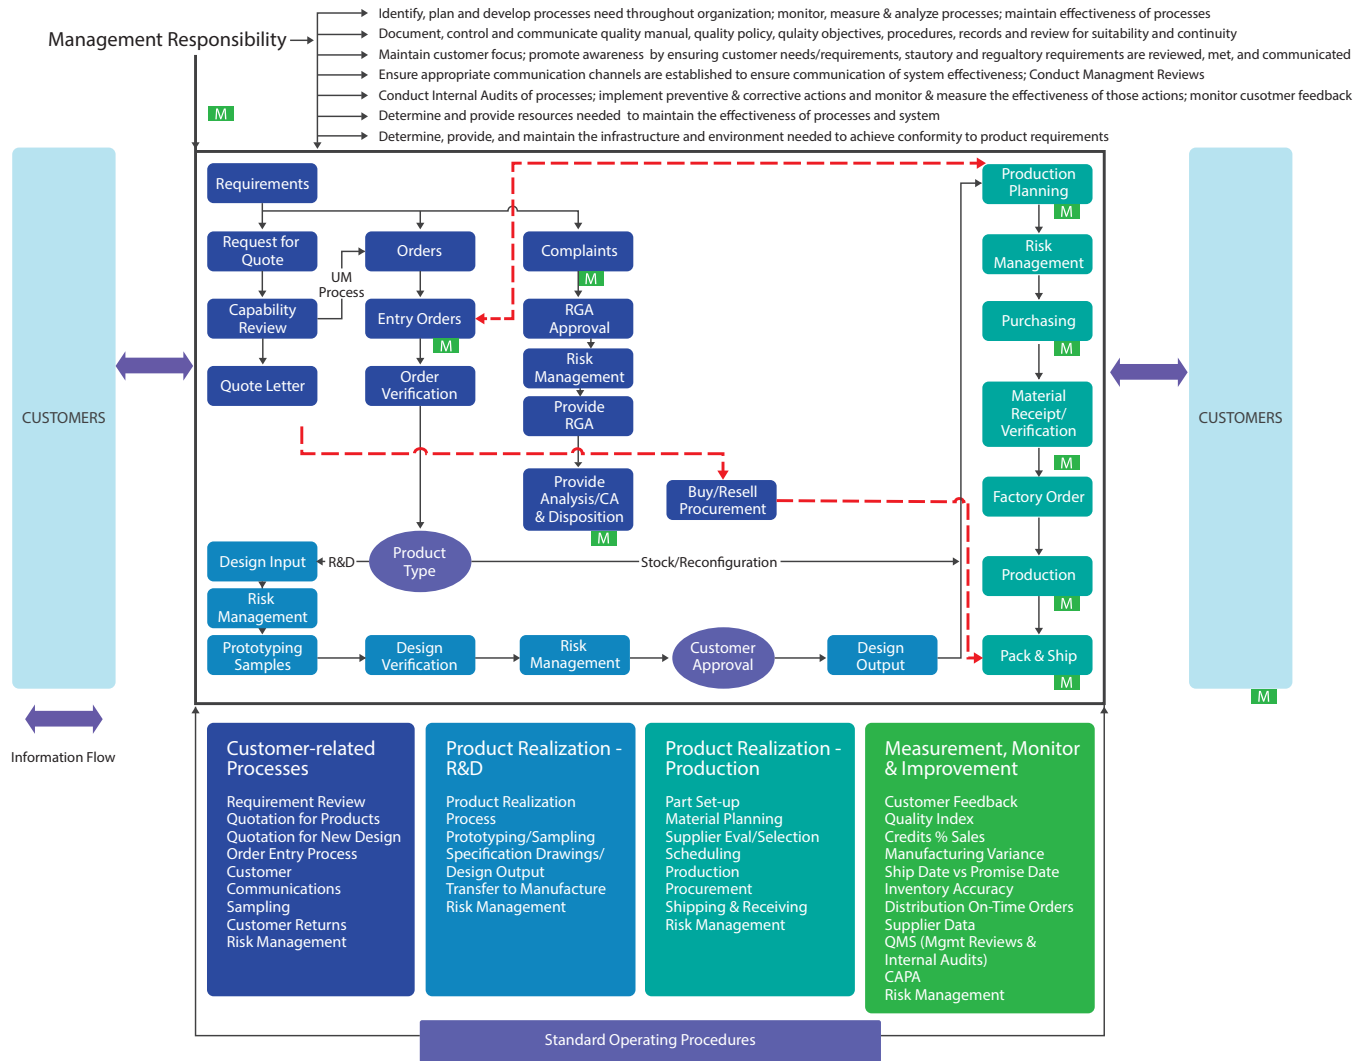 Identify, plan and develop processes need throughout organization; monitor, measure & analyze processes; maintain effectiveness of processes
Management Responsibility
Document, control and communicate quality manual, quality policy, qulaity objectives, procedures, records and review for suitability and continuity
Maintain customer focus; promote awareness by ensuring customer needs/requirements, stautory and regualtory requirements are reviewed, met, and communicated
Ensure appropriate communication channels are established to ensure communication of system effectiveness; Conduct Managment Reviews
Conduct Internal Audits of processes; implement preventive & corrective actions and monitor & measure the effectiveness of those actions; monitor cusotmer feedback
M
Determine and provide resources needed to maintain the effectiveness of processes and system
Determine, provide, and maintain the infrastructure and environment needed to achieve conformity to product requirements
CUSTOMERS
Information Flow
Requirements
Request for
Quote
Capability
Review
Quote Letter
UM
Process
Orders
Entry Orders
M
Order
Verification
Complaints
M
RGA
Approval
Risk
Management
Provide
RGA
Provide
Analysis/CA
& Disposition
M
Buy/Resell
Procurement
Product
Type
R&D
Stock/Reconfiguration
Design Input
Risk
Management
Prototyping
Samples
Design
Verification
Risk
Management
Customer
Approval
Design
Output
Production
Planning
M
Risk
Management
Purchasing
M
Material
Receipt/
Verification
M
Factory Order
Production
M
Pack & Ship
M
CUSTOMERS
M
Customer-related
Processes
Requirement Review
Quotation for Products
Quotation for New Design
Order Entry Process
Customer
Communications
Sampling
Customer Returns
Risk Management
Product Realization -
R&D
Product Realization
Process
Prototyping/Sampling
Specification Drawings/
Design Output
Transfer to Manufacture
Risk Management
Product Realization -
Production
Part Set-up
Material Planning
Supplier Eval/Selection
Scheduling
Production
Procurement
Shipping & Receiving
Risk Management
Measurement, Monitor
& Improvement
Customer Feedback
Quality Index
Credits % Sales
Manufacturing Variance
Ship Date vs Promise Date
Inventory Accuracy
Distribution On-Time Orders
Supplier Data
QMS (Mgmt Reviews &
Internal Audits)
CAPA
Risk Management
Standard Operating Procedures